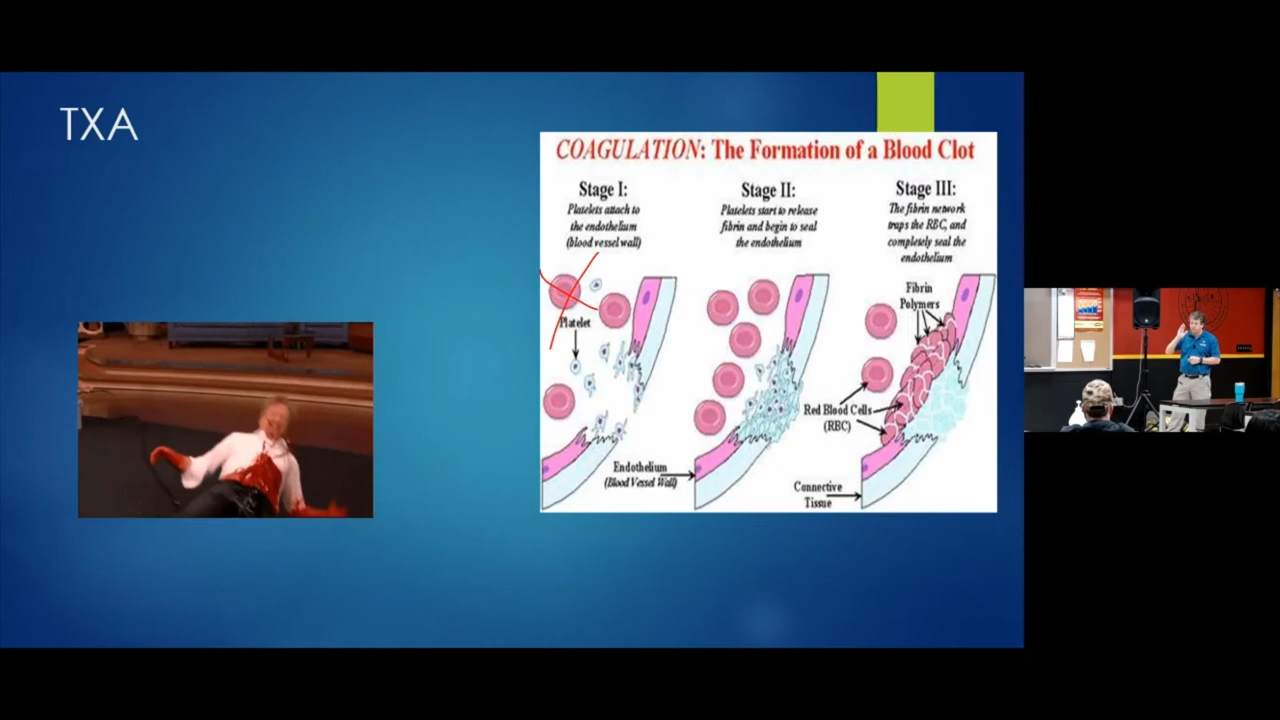 TXA
COAGULATION: The Formation of a Blood Clot
Stage I:
Platelets attach to
the endothelium
(blood vessel wall)
Stage II:
Platelets start to release
fibrin and begin to seal
the endothelium
Stage III:
The fibrin network
traps the RBC, and
completely seal the
endothelium
Platelet
Fibrin
Polymers
Red Blood Cells
(RBC)
Endothelium
(Blood Vessel Wall)
Connective
Tissue